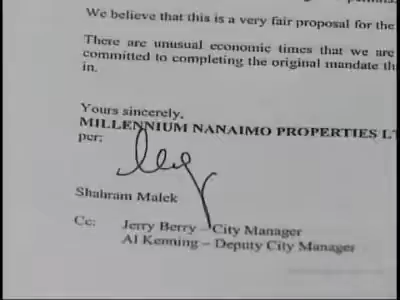 We believe that this is a very fair proposal for the
There are unusual economic times that we are
committed to completing the original mandate
in.
Yours sincerely,
MILLENNIUM NANAIMO PROPERTIES
per:
Shahram Malek
Cc: Jerry Berry – City Manager
Al Kenning – Deputy City Manager